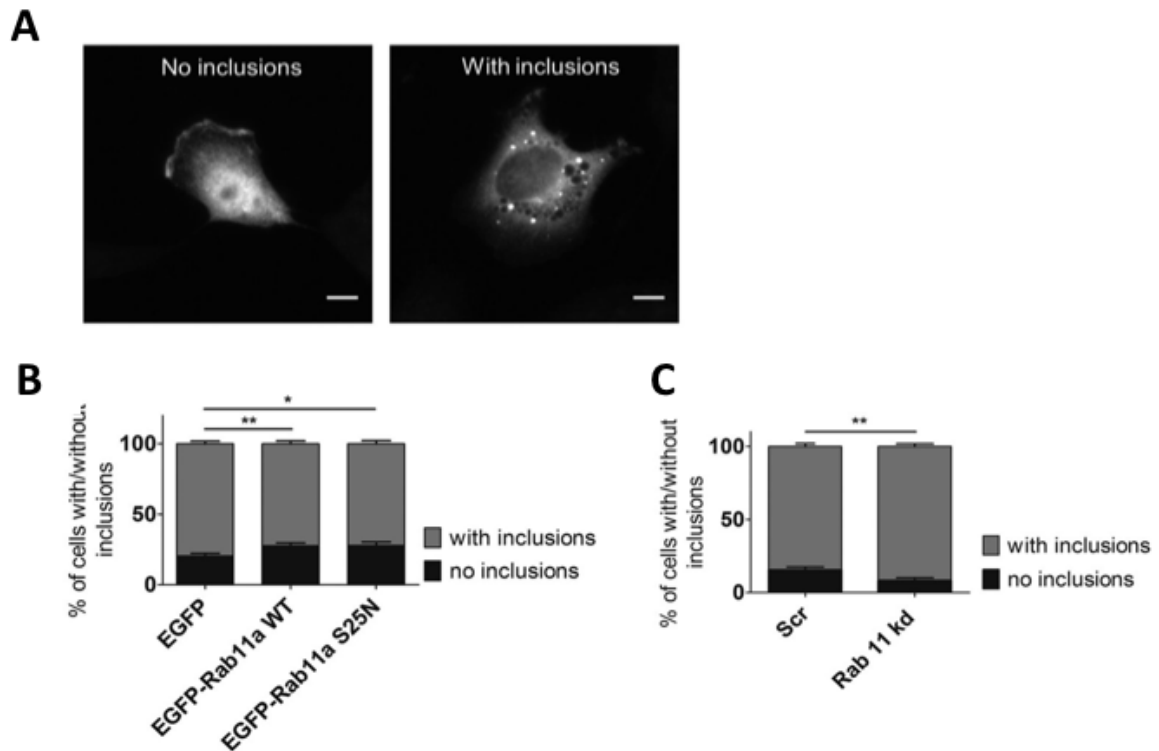 A
No inclusions
With inclusions
B
% of cells with/without
inclusions
100
50
0
*
**
with inclusions
no inclusions
EGFP
EGFP-Rab11a WT
EGFP-Rab11a S25N
C
% of cells with/without
inclusions
100
50
0
**
with inclusions
no inclusions
Scr
Rab 11 kd